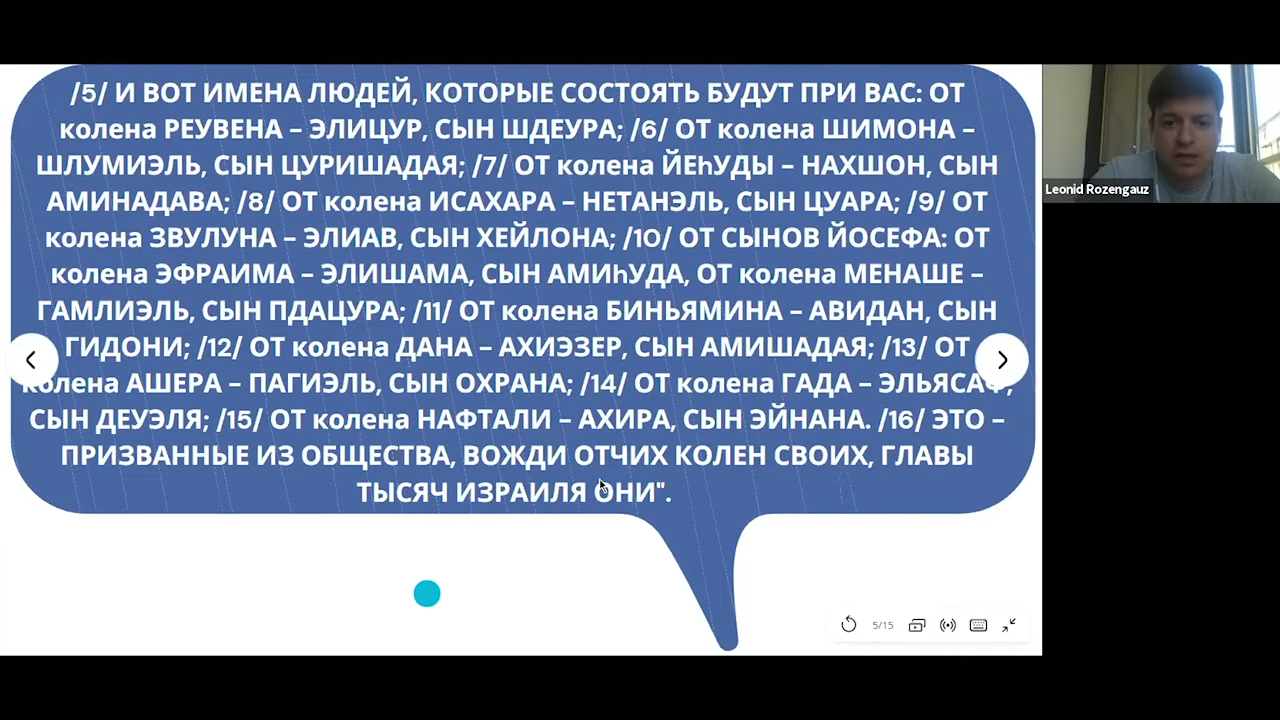 /5/ И ВОТ ИМЕНА ЛЮДЕЙ, КОТОРЫЕ СОСТОЯТЬ БУДУТ ПРИ ВАС: ОТ
колена РЕУВЕНА – ЭЛИЦУР, СЫН ШДЕУРА; /6/ ОТ колена ШИМОНА –
ШЛУМИЭЛЬ, СЫН ЦУРИШАДАЯ; /7/ ОТ колена ЙЕhУДЫ – НАХШОН, СЫН
АМИНАДАВА; /8/ ОТ колена ИСАХАРА – НЕТАНЭЛЬ, СЫН ЦУАРА; /9/ ОТ
колена ЗВУЛУНА – ЭЛИАВ, СЫН ХЕЙЛОНА; /10/ ОТ СЫНОВ ЙОСЕФА: ОТ
колена ЭФРАИМА – ЭЛИШАМА, СЫН АМИhУДА, ОТ колена МЕНАШЕ –
ГАМЛИЭЛЬ, СЫН ПДАЦУРА; /11/ ОТ колена БИНЬЯМИНА – АВИДАН, СЫН
ГИДОНИ; /12/ ОТ колена ДАНА – АХИЭЗЕР, СЫН АМИШАДАЯ; /13/ ОТ
колена АШЕРА – ПАГИЭЛЬ, СЫН ОХРАНА; /14/ ОТ колена ГАДА – ЭЛЬЯСАФ,
СЫН ДЕУЭЛЯ; /15/ ОТ колена НАФТАЛИ – АХИРА, СЫН ЭЙНАНА. /16/ ЭТО –
ПРИЗВАННЫЕ ИЗ ОБЩЕСТВА, ВОЖДИ ОТЧИХ КОЛЕН СВОИХ, ГЛАВЫ
ТЫСЯЧ ИЗРАИЛЯ ОНИ".
5/15
Leonid Rozengauz